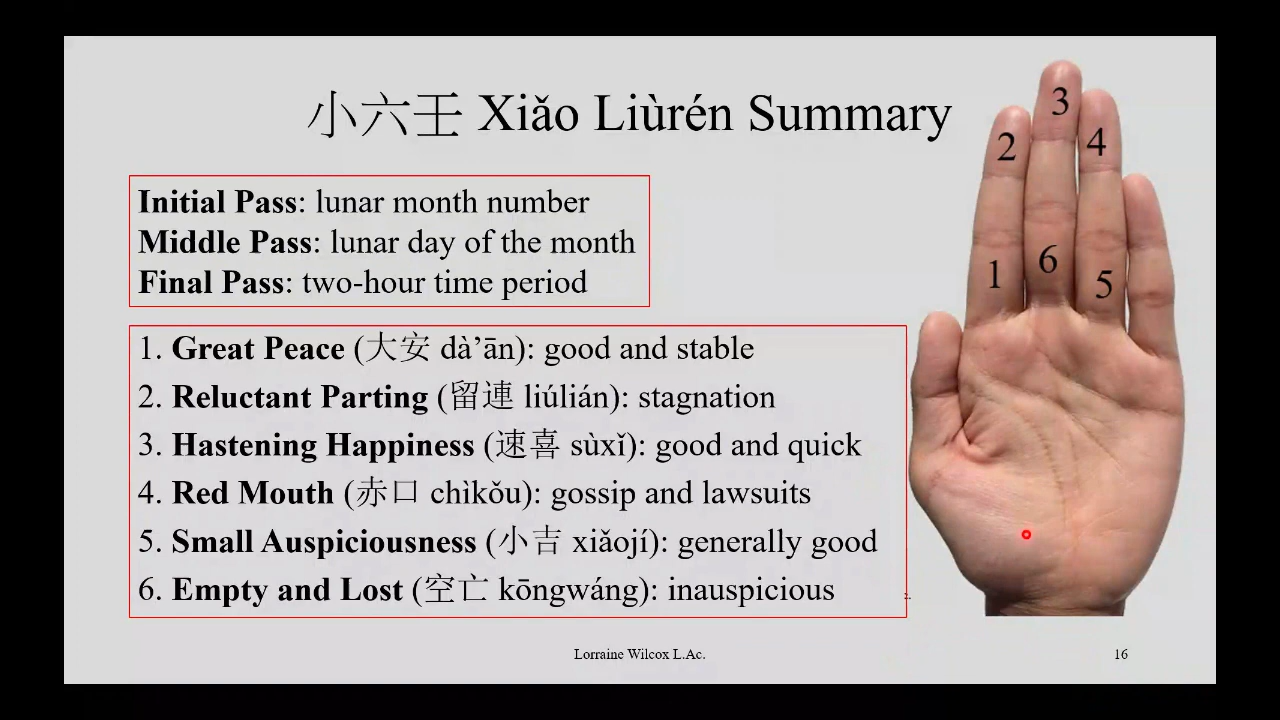 小六壬 Xiǎo Liùrén Summary
Initial Pass: lunar month number
Middle Pass: lunar day of the month
Final Pass: two-hour time period
1. Great Peace (大安 dà’ān): good and stable
2. Reluctant Parting (留連 liúlián): stagnation
3. Hastening Happiness (速喜 sùxǐ): good and quick
4. Red Mouth (赤口 chìkǒu): gossip and lawsuits
5. Small Auspiciousness (小吉 xiǎojí): generally good
6. Empty and Lost (空亡 kōngwáng): inauspicious
3
2
4
6
1
5
Lorraine Wilcox L.Ac.
16